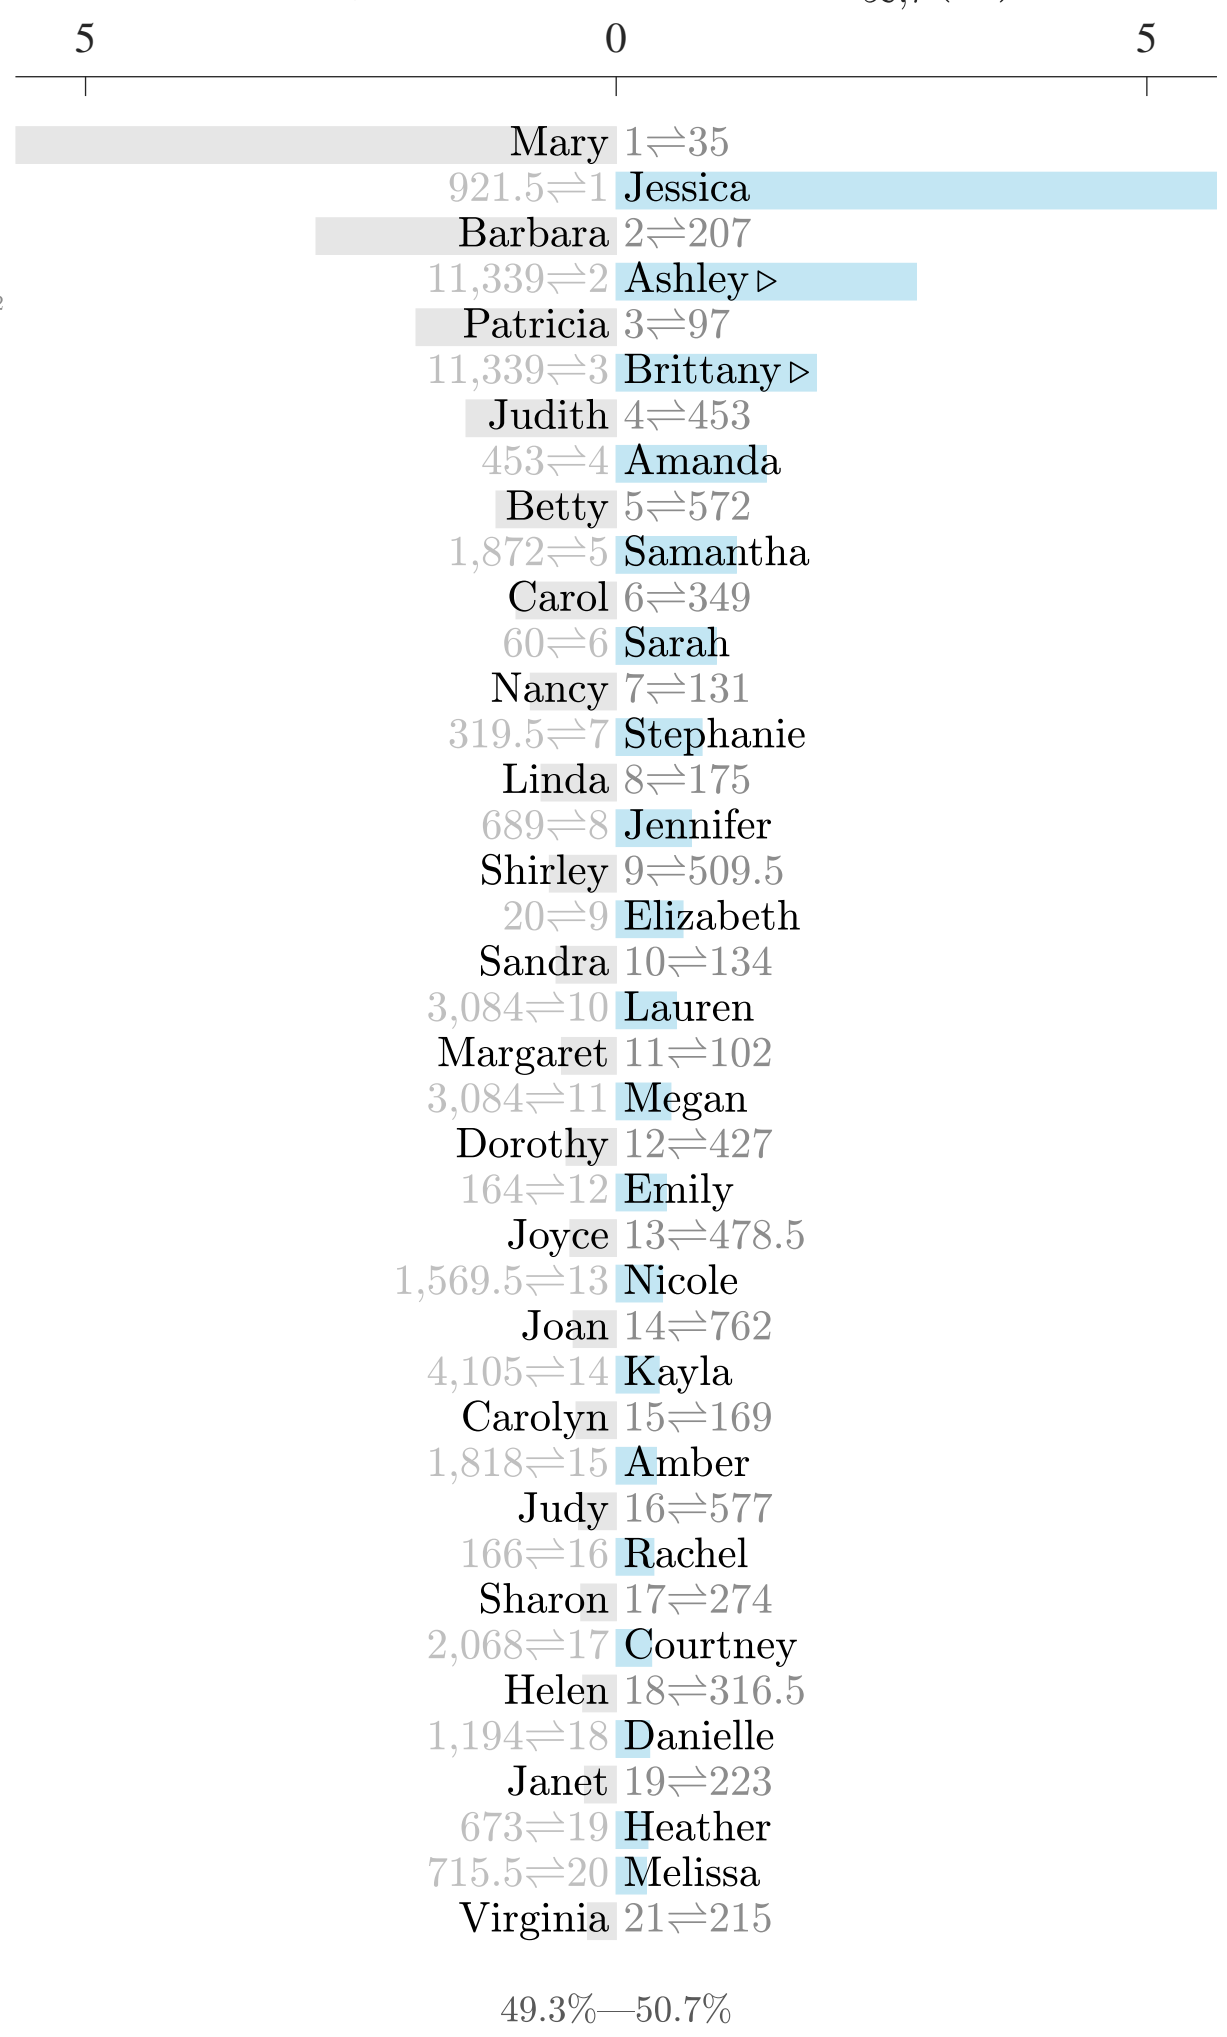 5 0 5
Mary 1⇌35
921.5⇌1 Jessica
Barbara 2⇌207
11,339⇌2 Ashley ▷
2
Patricia 3⇌97
11,339⇌3 Brittany ▷
Judith 4⇌453
453⇌4 Amanda
Betty 5⇌572
1,872⇌5 Samantha
Carol 6⇌349
60⇌6 Sarah
Nancy 7⇌131
319.5⇌7 Stephanie
Linda 8⇌175
689⇌8 Jennifer
Shirley 9⇌509.5
20⇌9 Elizabeth
Sandra 10⇌134
3,084⇌10 Lauren
Margaret 11⇌102
3,084⇌11 Megan
Dorothy 12⇌427
164⇌12 Emily
Joyce 13⇌478.5
1,569.5⇌13 Nicole
Joan 14⇌762
4,105⇌14 Kayla
Carolyn 15⇌169
1,818⇌15 Amber
Judy 16⇌577
166⇌16 Rachel
Sharon 17⇌274
2,068⇌17 Courtney
Helen 18⇌316.5
1,194⇌18 Danielle
Janet 19⇌223
673⇌19 Heather
715.5⇌20 Melissa
Virginia 21⇌215
49.3%—50.7%